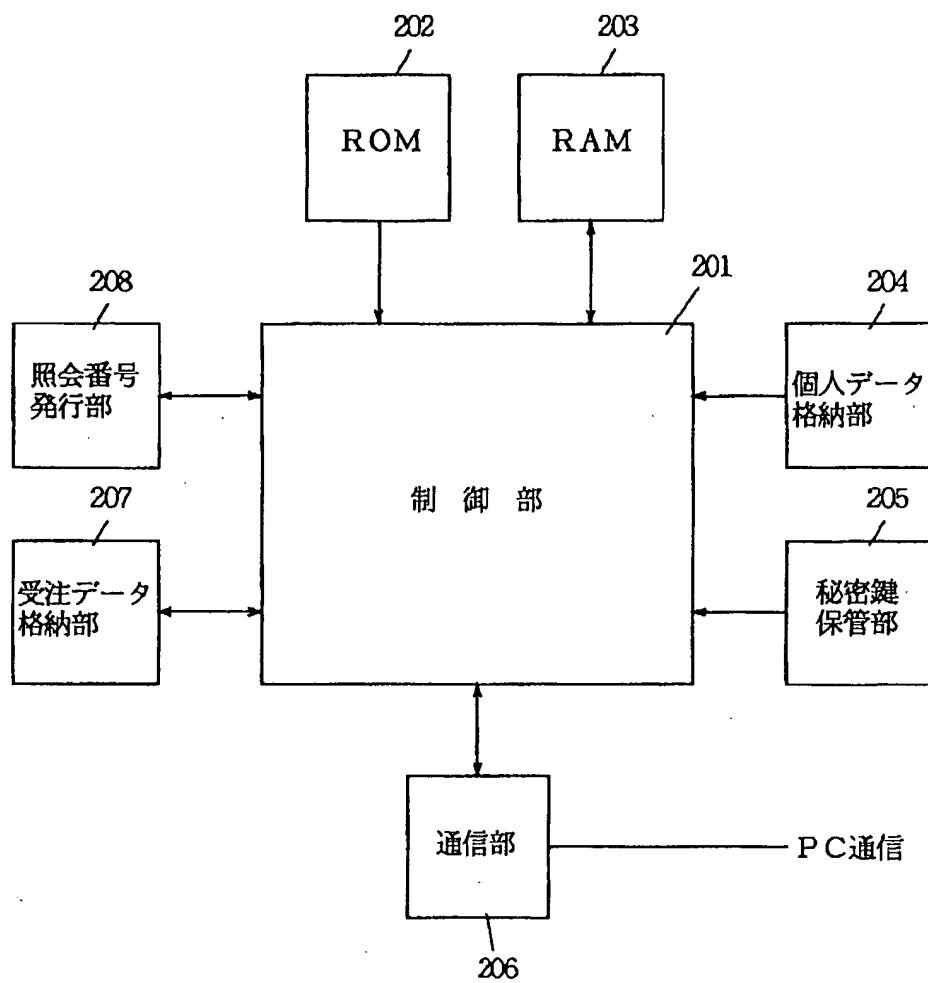 202
203
ROM
RAM
201
208
204
照会番号
発行部
個人データ
格納部
制 御 部
207
205
受注データ
格納部
秘密鍵
保管部
通信部
PC通信
206